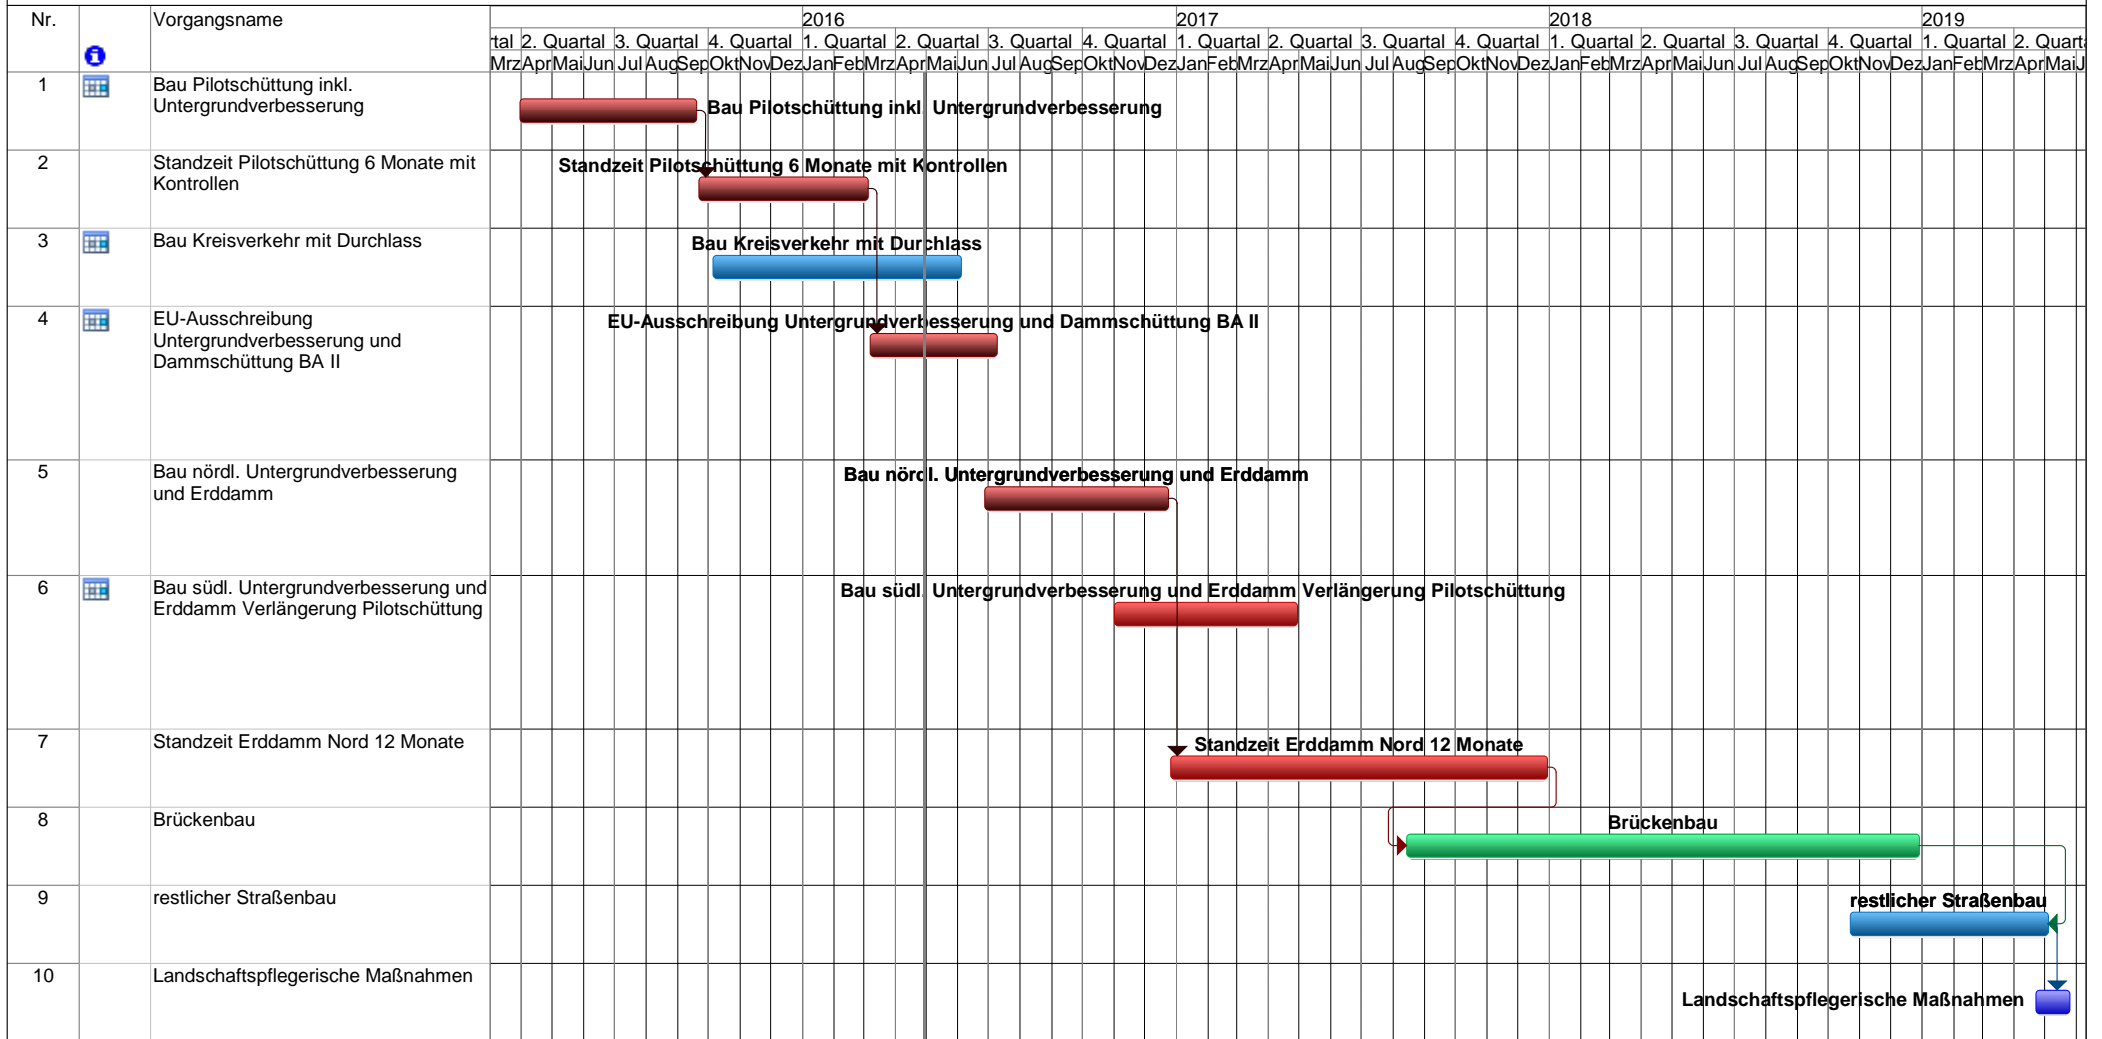 Nr. Vorgangsname 2016 2017 2018 2019
rtal 2. Quartal 3. Quartal 4. Quartal 1. Quartal 2. Quartal 3. Quartal 4. Quartal 1. Quartal 2. Quartal 3. Quartal 4. Quartal 1. Quartal 2. Quartal 3. Quartal 4. Quartal 1. Quartal 2. Quarta
Mrz Apr Mai Jun Jul Aug Sep Okt Nov Dez Jan Feb Mrz Apr Mai Jun Jul Aug Sep Okt Nov Dez Jan Feb Mrz Apr Mai Jun Jul Aug Sep Okt Nov Dez Jan Feb Mrz Apr Mai Jun Jul Aug Sep Okt Nov Dez Jan Feb Mrz Apr Mai J
1 Bau Pilotschüttung inkl.
Untergrundverbesserung
Bau Pilotschüttung inkl. Untergrundverbesserung
2 Standzeit Pilotschüttung 6 Monate mit
Kontrollen
Standzeit Pilotschüttung 6 Monate mit Kontrollen
3 Bau Kreisverkehr mit Durchlass
Bau Kreisverkehr mit Durchlass
4 EU-Ausschreibung
Untergrundverbesserung und
Dammschüttung BA II
EU-Ausschreibung Untergrundverbesserung und Dammschüttung BA II
5 Bau nördl. Untergrundverbesserung
und Erddamm
Bau nördl. Untergrundverbesserung und Erddamm
6 Bau südl. Untergrundverbesserung und
Erddamm Verlängerung Pilotschüttung
Bau südl. Untergrundverbesserung und Erddamm Verlängerung Pilotschüttung
7 Standzeit Erddamm Nord 12 Monate
Standzeit Erddamm Nord 12 Monate
8 Brückenbau
Brückenbau
9 restlicher Straßenbau
restlicher Straßenbau
10 Landschaftspflegerische Maßnahmen
Landschaftspflegerische Maßnahmen